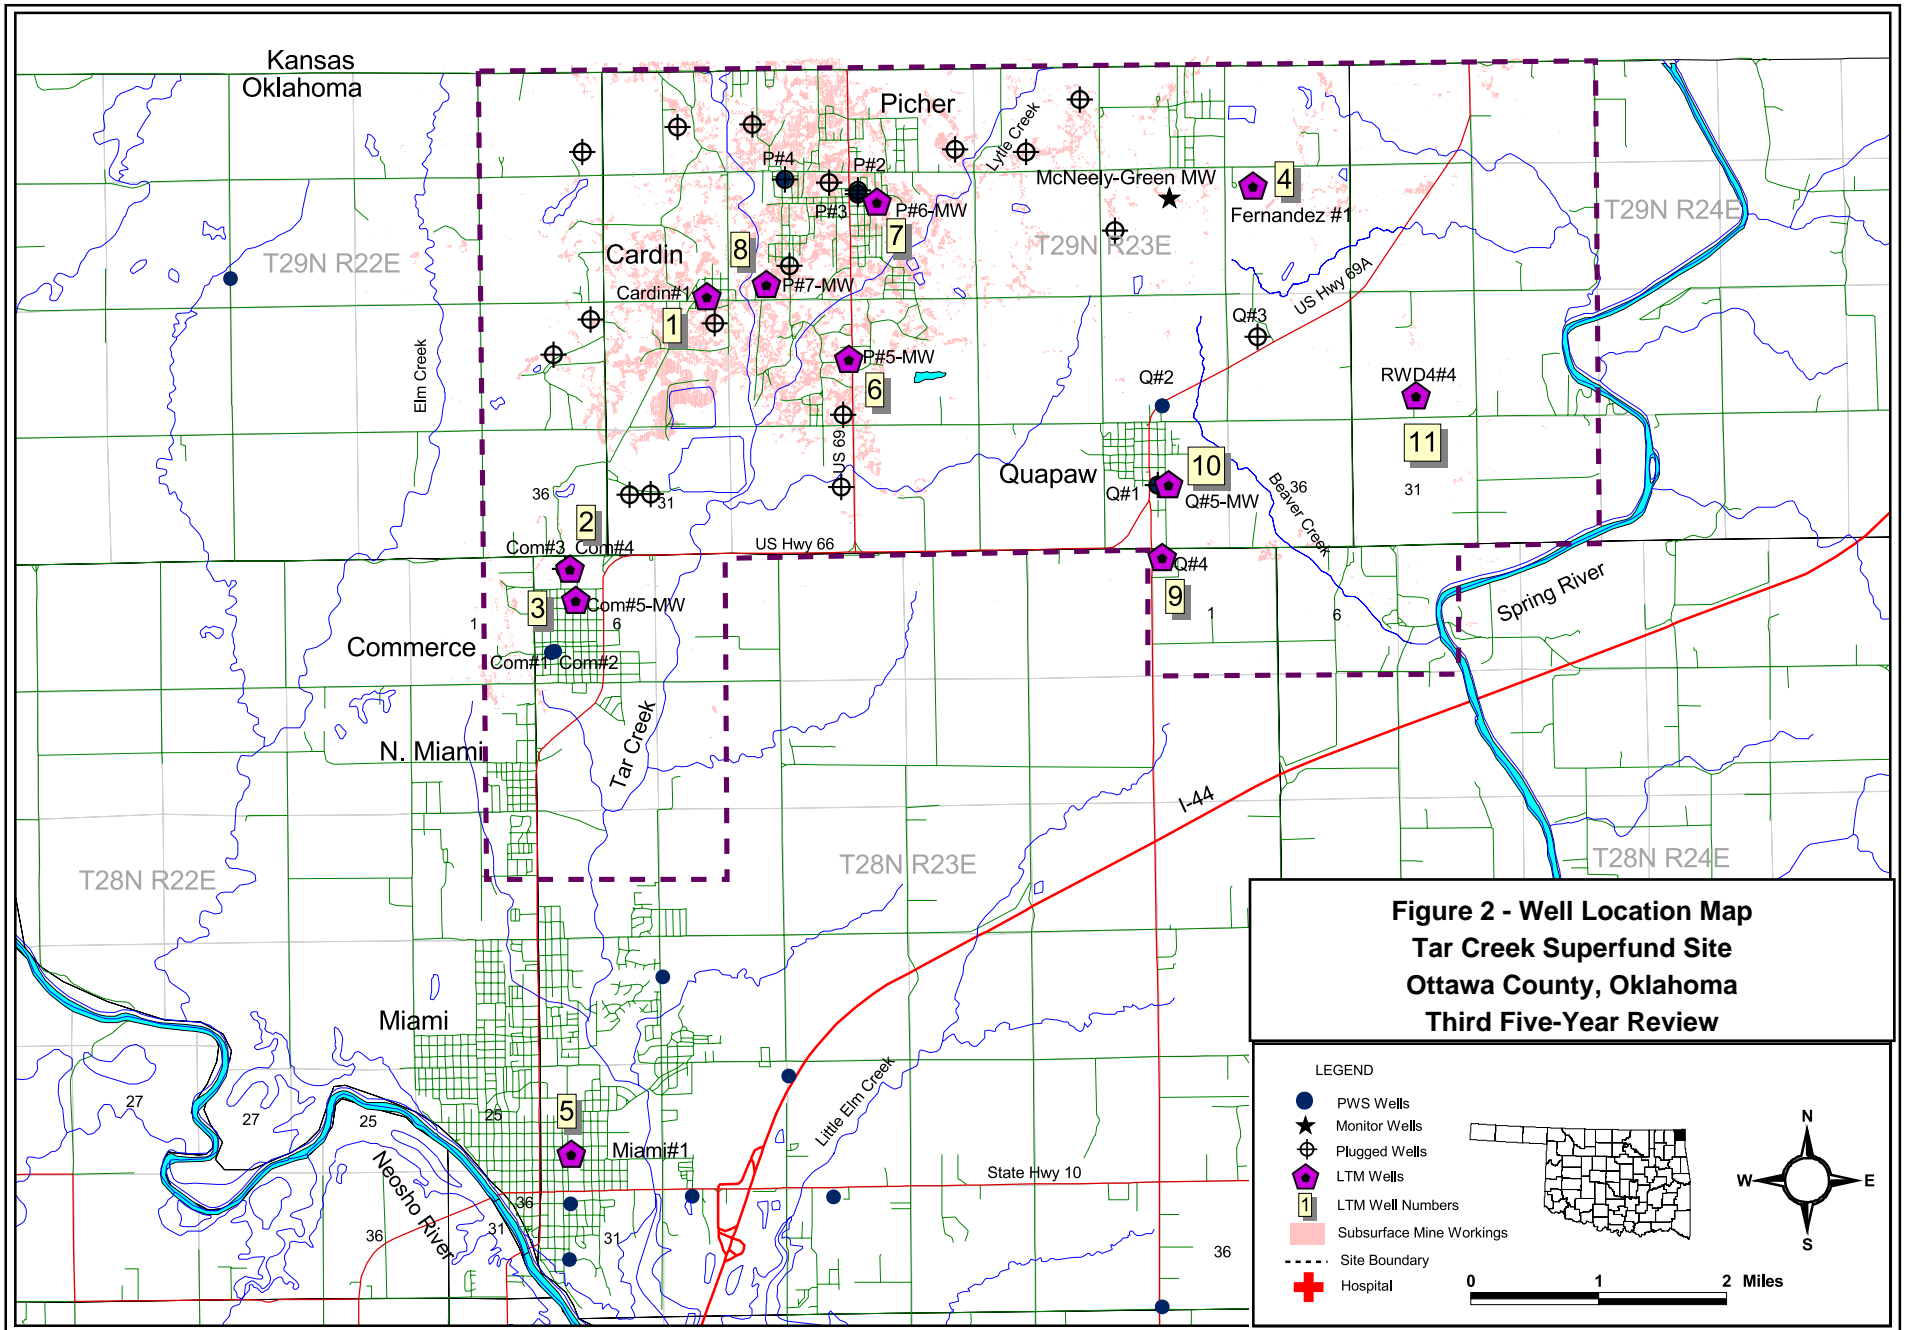 Kansas
Oklahoma
Picher
Lytle Creek
P#4
P#2
McNeely-Green MW
4
P#3
P#6-MW
Fernandez #1
T29N R24E
7
8
T29N R23E
Cardin
T29N R22E
US Hwy 69A
Cardin#1
P#7-MW
1
Q#3
Elm Creek
P#5-MW
6
Q#2
RWD4#4
US 69
11
Quapaw
10
36
31
Q#1
Q#5-MW
36
31
Beaver Creek
2
Com#3
Com#4
US Hwy 66
Q#4
Spring River
3
Com#5-MW
9
1
6
1
6
Commerce
Com#1
Com#2
Tar Creek
N. Miami
I-44
T28N R22E
T28N R23E
T28N R24E
Figure 2 - Well Location Map
Tar Creek Superfund Site
Ottawa County, Oklahoma
Third Five-Year Review
Miami
27
27
25
25
5
Little Elm Creek
Miami#1
Neosho River
State Hwy 10
36
31
31
36
36
LEGEND
PWS Wells
Monitor Wells
Plugged Wells
LTM Wells
1 LTM Well Numbers
Subsurface Mine Workings
Site Boundary
Hospital
N
W
E
S
0 1 2 Miles